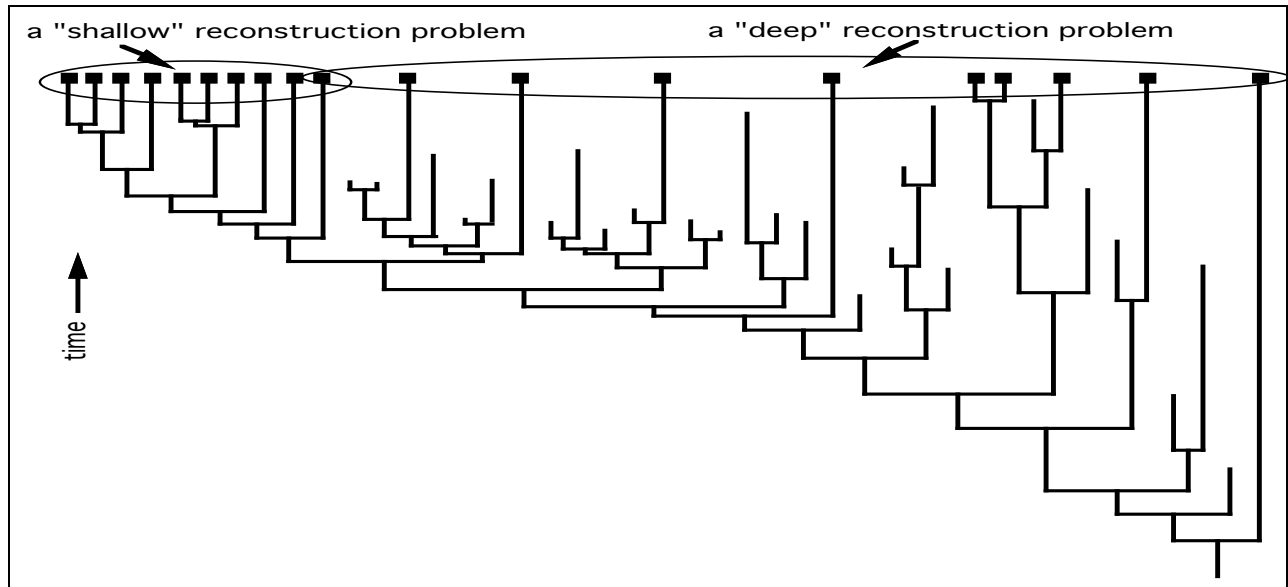 a "shallow" reconstruction problem
a "deep" reconstruction problem
time